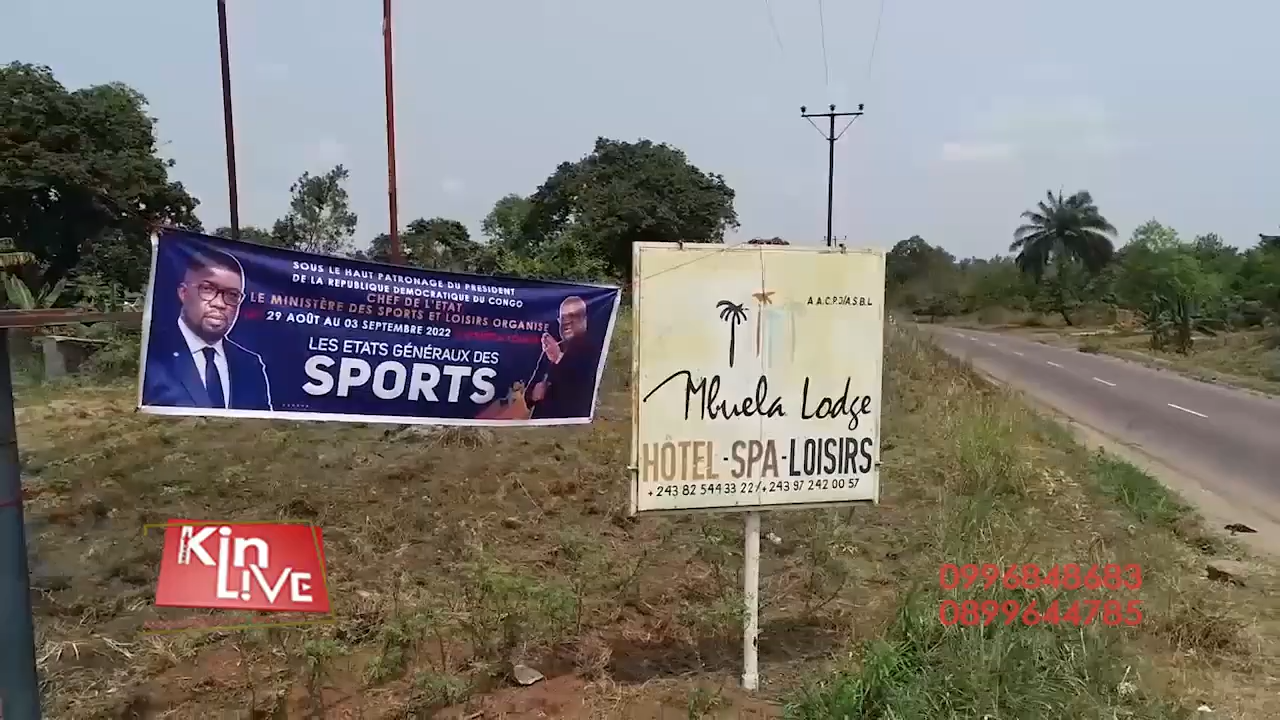 SOUS LE HAUT PATRONAGE DU PRESIDENT
DE LA REPUBLIQUE DEMOCRATIQUE DU CONGO
CHEF DE L'ETAT
LE MINISTÈRE DES SPORTS ET LOISIRS ORGANISE
29 AOÛT AU 03 SEPTEMBRE 2022
LES ETATS GÉNÉRAUX DES
SPORTS
A.A.C.P.D/A.S.B.L
Mbuela Lodge
HÔTEL-SPA-LOISIRS
+243 82 544 33 22/+243 97 242 00 57
Kin
LIVE
0996848683
0899644785